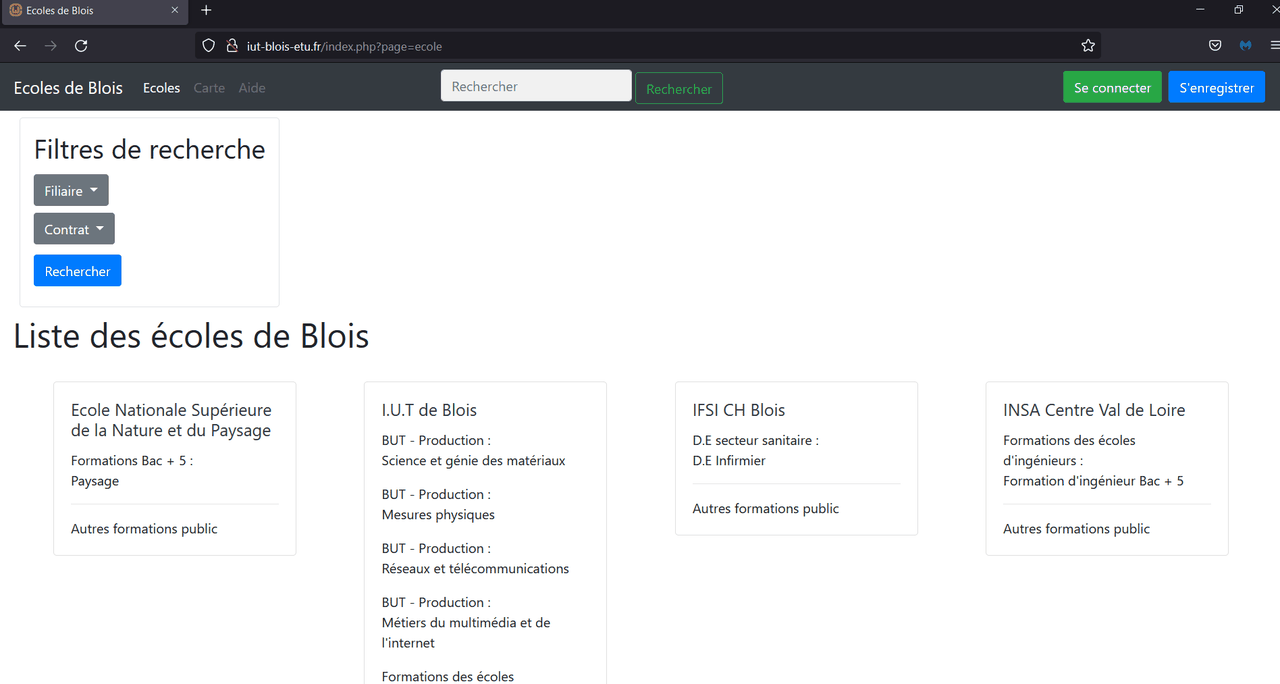 Ecoles de Blois
iut-blois-etu.fr/index.php?page=ecole
Ecoles de Blois Ecoles Carte Aide Rechercher Rechercher Se connecter S'enregistrer
Filtres de recherche
Filiaire
Contrat
Rechercher
Liste des écoles de Blois
Ecole Nationale Supérieure
de la Nature et du Paysage
Formations Bac + 5 :
Paysage
Autres formations public
I.U.T de Blois
BUT - Production :
Science et génie des matériaux
BUT - Production :
Mesures physiques
BUT - Production :
Réseaux et télécommunications
BUT - Production :
Métiers du multimédia et de
l'internet
Formations des écoles
IFSI CH Blois
D.E secteur sanitaire :
D.E Infirmier
Autres formations public
INSA Centre Val de Loire
Formations des écoles
d'ingénieurs :
Formation d'ingénieur Bac + 5
Autres formations public